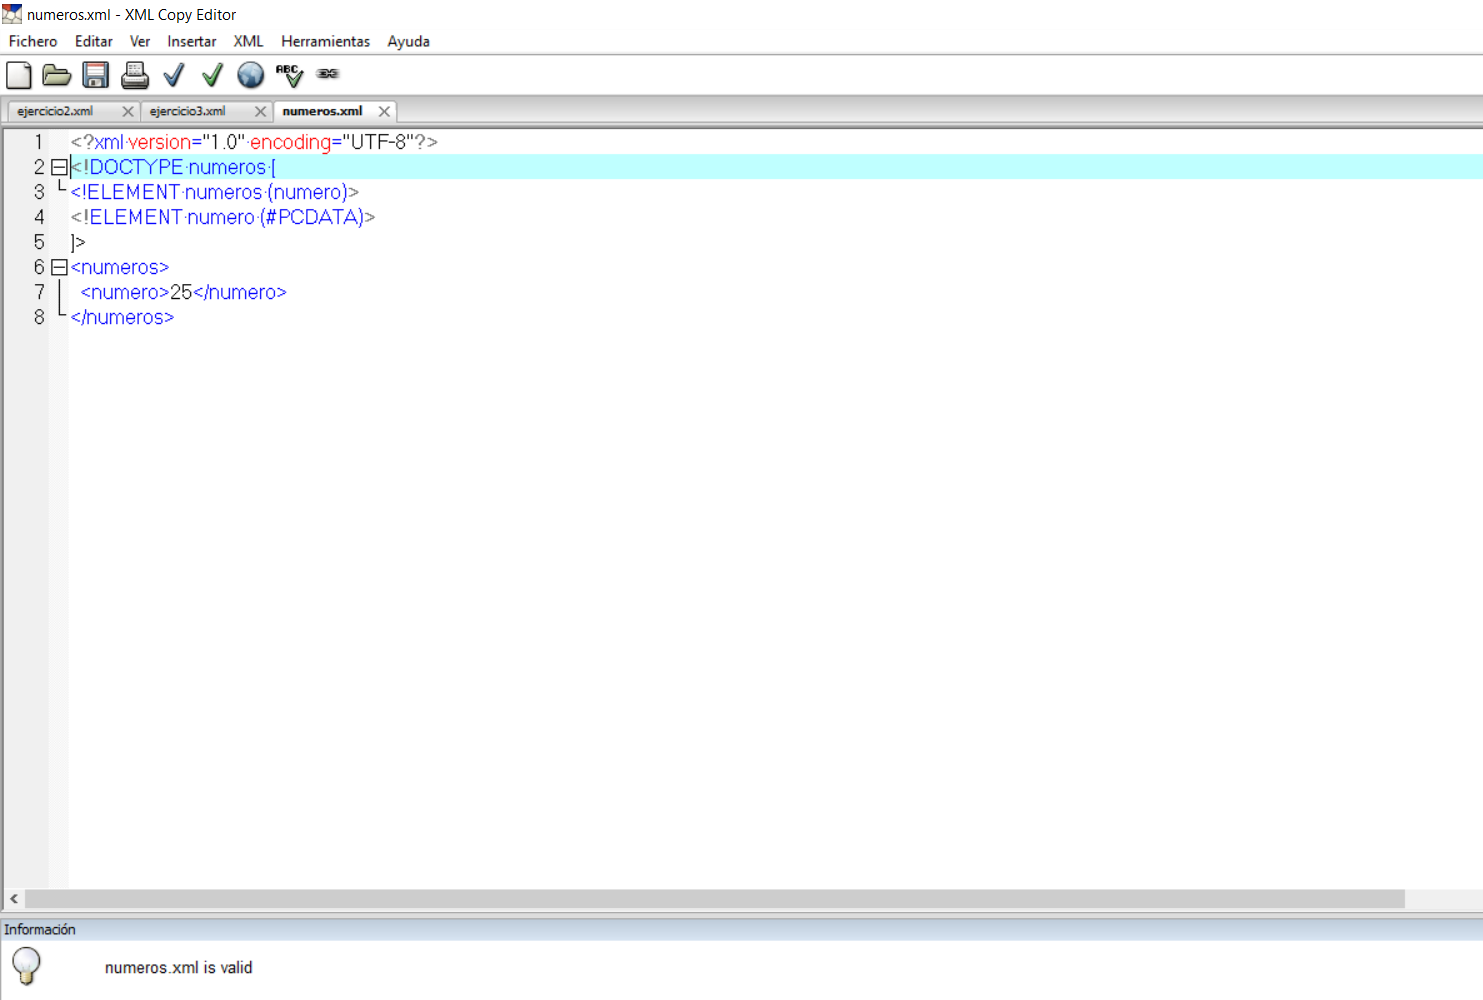 numeros.xml - XML Copy Editor
Fichero Editar Ver Insertar XML Herramientas Ayuda
ABC
ejercicio2.xml ejercicio3.xml numeros.xml
1 <?xml version="1.0" encoding="UTF-8"?>
2 <!DOCTYPE numeros [
3 <!ELEMENT numeros (numero)>
4 <!ELEMENT numero (#PCDATA)>
5 ]>
6 <numeros>
7 <numero>25</numero>
8 </numeros>
Información
numeros.xml is valid